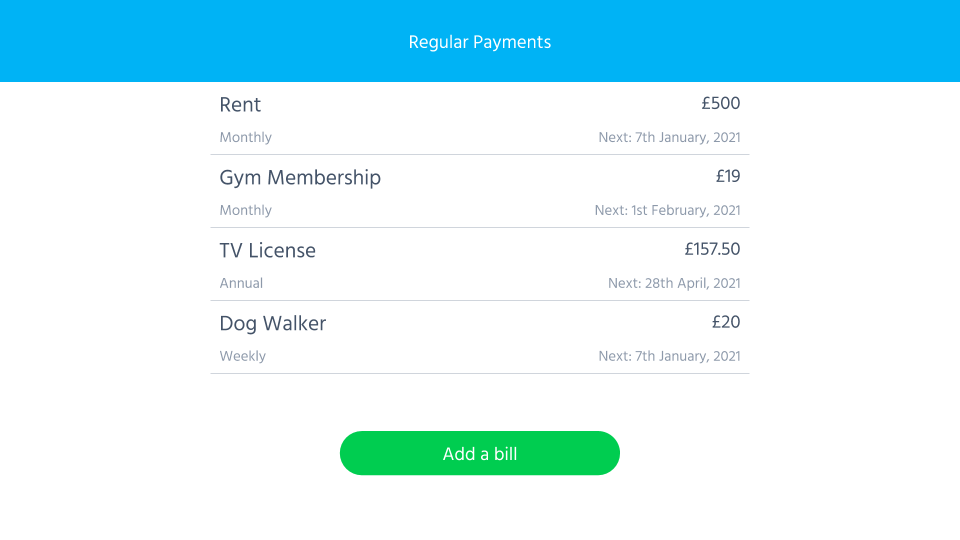 Regular Payments
Rent £500
Monthly Next: 7th January, 2021
Gym Membership £19
Monthly Next: 1st February, 2021
TV License £157.50
Annual Next: 28th April, 2021
Dog Walker £20
Weekly Next: 7th January, 2021
Add a bill